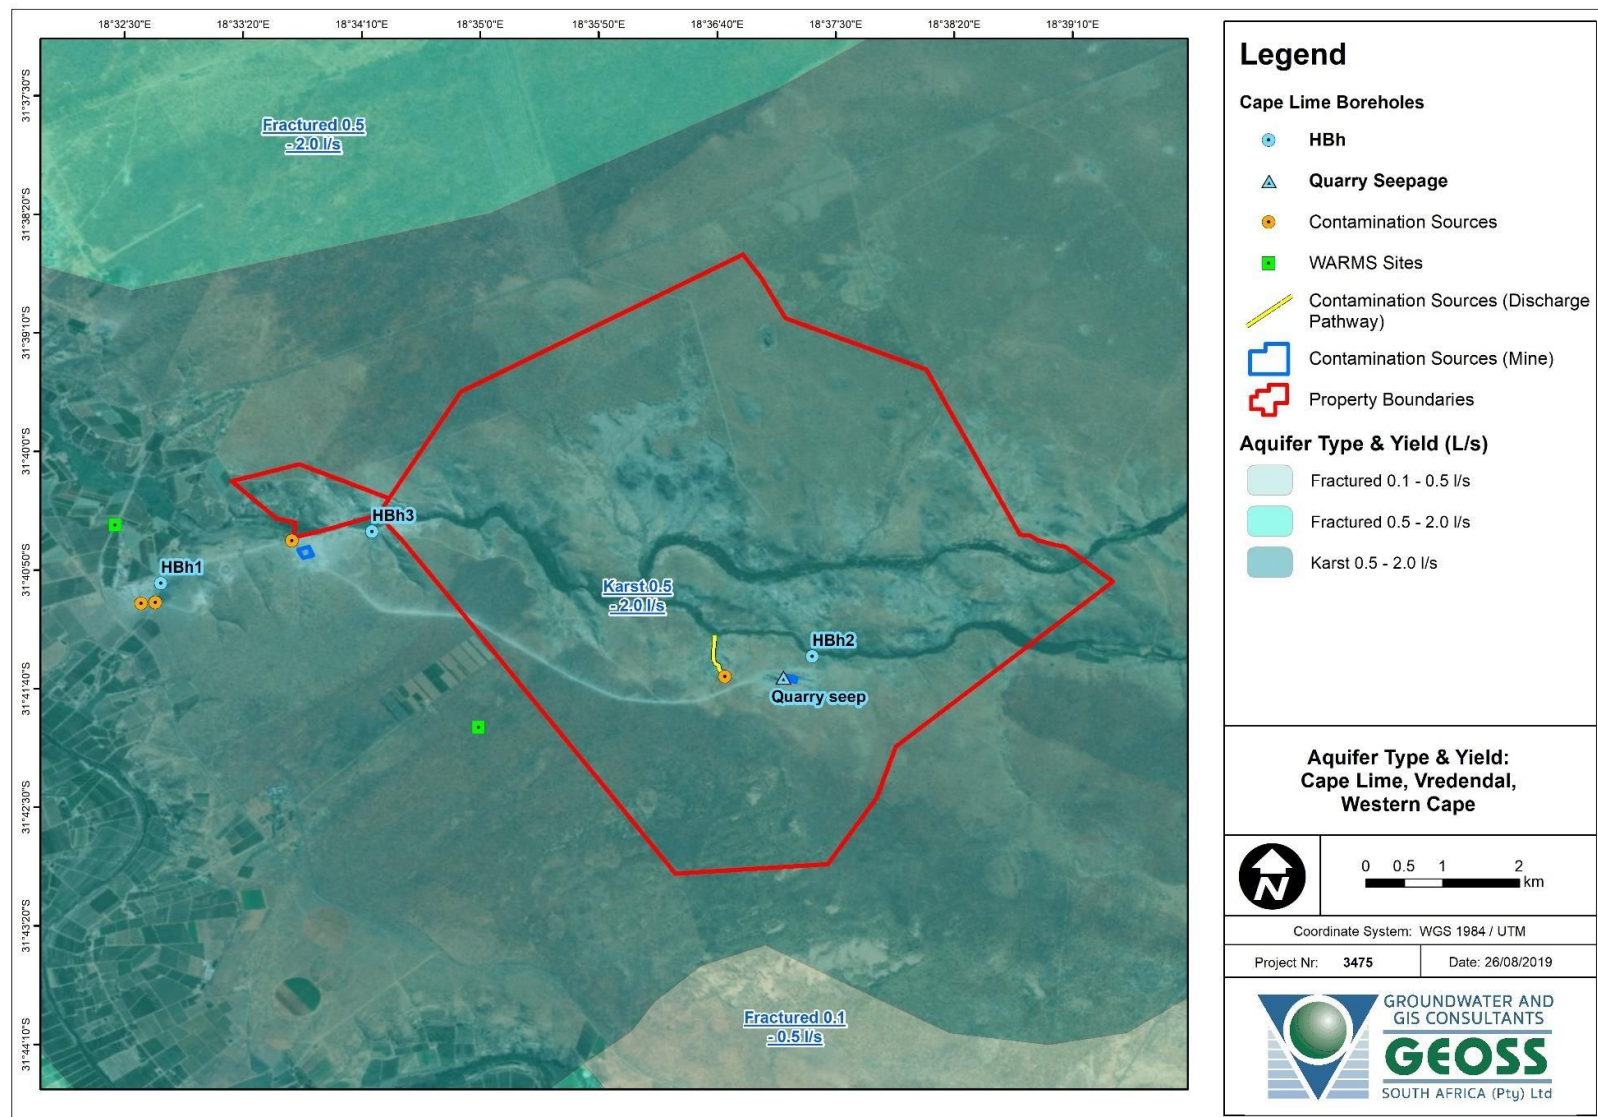 18°32'30"E
18°33'20"E
18°34'10"E
18°35'0"E
18°35'50"E
18°36'40"E
18°37'30"E
18°38'20"E
18°39'10"E
31°37'30"S
31°38'20"S
31°39'10"S
31°40'0"S
31°40'50"S
31°41'40"S
31°42'30"S
31°43'20"S
31°44'10"S
Fractured 0.5
- 2.0 l/s
HBh3
HBh1
Karst 0.5
- 2.0 l/s
HBh2
Quarry seep
Fractured 0.1
- 0.5 l/s
Legend
Cape Lime Boreholes
HBh
Quarry Seepage
Contamination Sources
WARMS Sites
Contamination Sources (Discharge
Pathway)
Contamination Sources (Mine)
Property Boundaries
Aquifer Type & Yield (L/s)
Fractured 0.1 - 0.5 l/s
Fractured 0.5 - 2.0 l/s
Karst 0.5 - 2.0 l/s
Aquifer Type & Yield:
Cape Lime, Vredendal,
Western Cape
N
0 0.5 1 2
km
Coordinate System: WGS 1984 / UTM
Project Nr: 3475
Date: 26/08/2019
GROUNDWATER AND
GIS CONSULTANTS
GEOSS
SOUTH AFRICA (Pty) Ltd